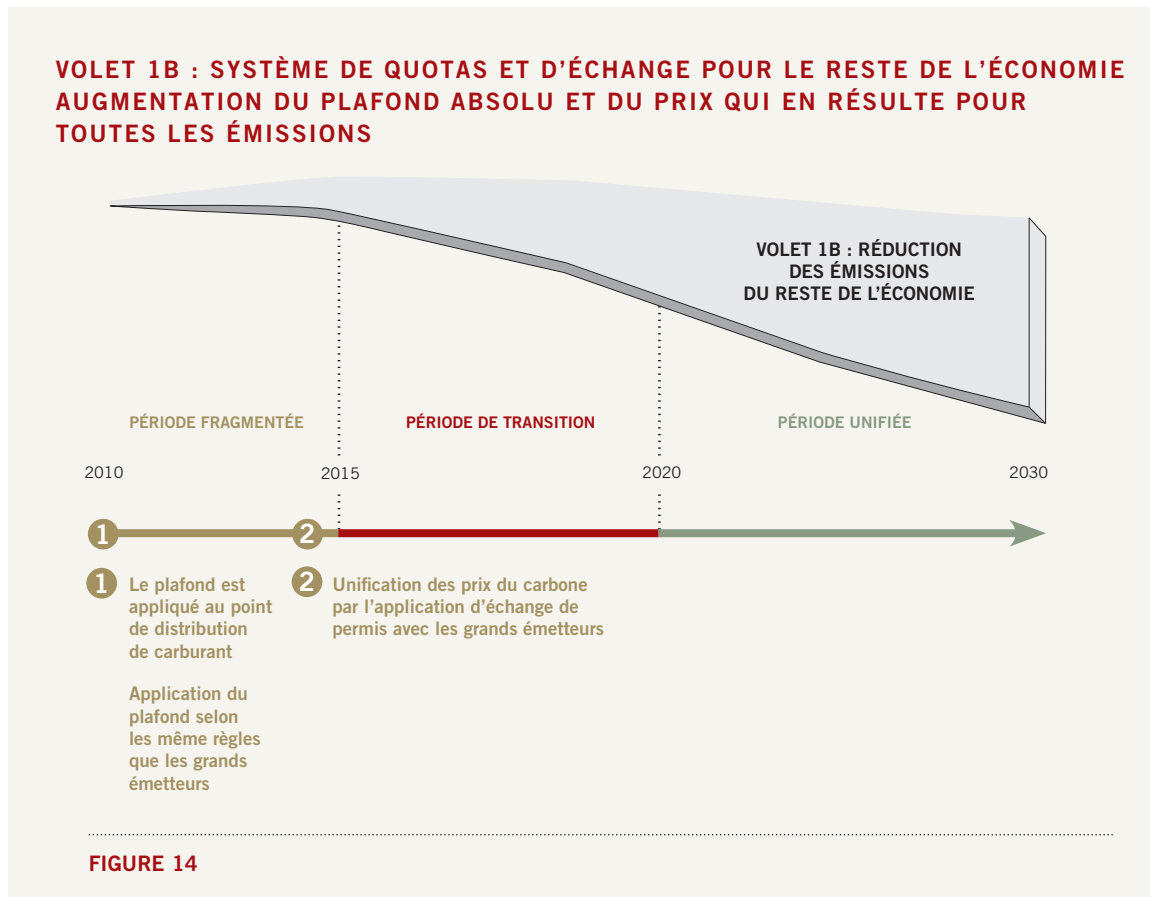 VOLET 1B : SYSTÈME DE QUOTAS ET D'ÉCHANGE POUR LE RESTE DE L'ÉCONOMIE
AUGMENTATION DU PLAFOND ABSOLU ET DU PRIX QUI EN RÉSULTE POUR
TOUTES LES ÉMISSIONS
VOLET 1B : RÉDUCTION
DES ÉMISSIONS
DU RESTE DE L'ÉCONOMIE
PÉRIODE FRAGMENTÉE
PÉRIODE DE TRANSITION
PÉRIODE UNIFIÉE
2010
2015
2020
2030
1
2
1
Le plafond est
appliqué au point
de distribution
de carburant
Application du
plafond selon
les même règles
que les grands
émetteurs
2
Unification des prix du carbone
par l'application d'échange de
permis avec les grands émetteurs
FIGURE 14